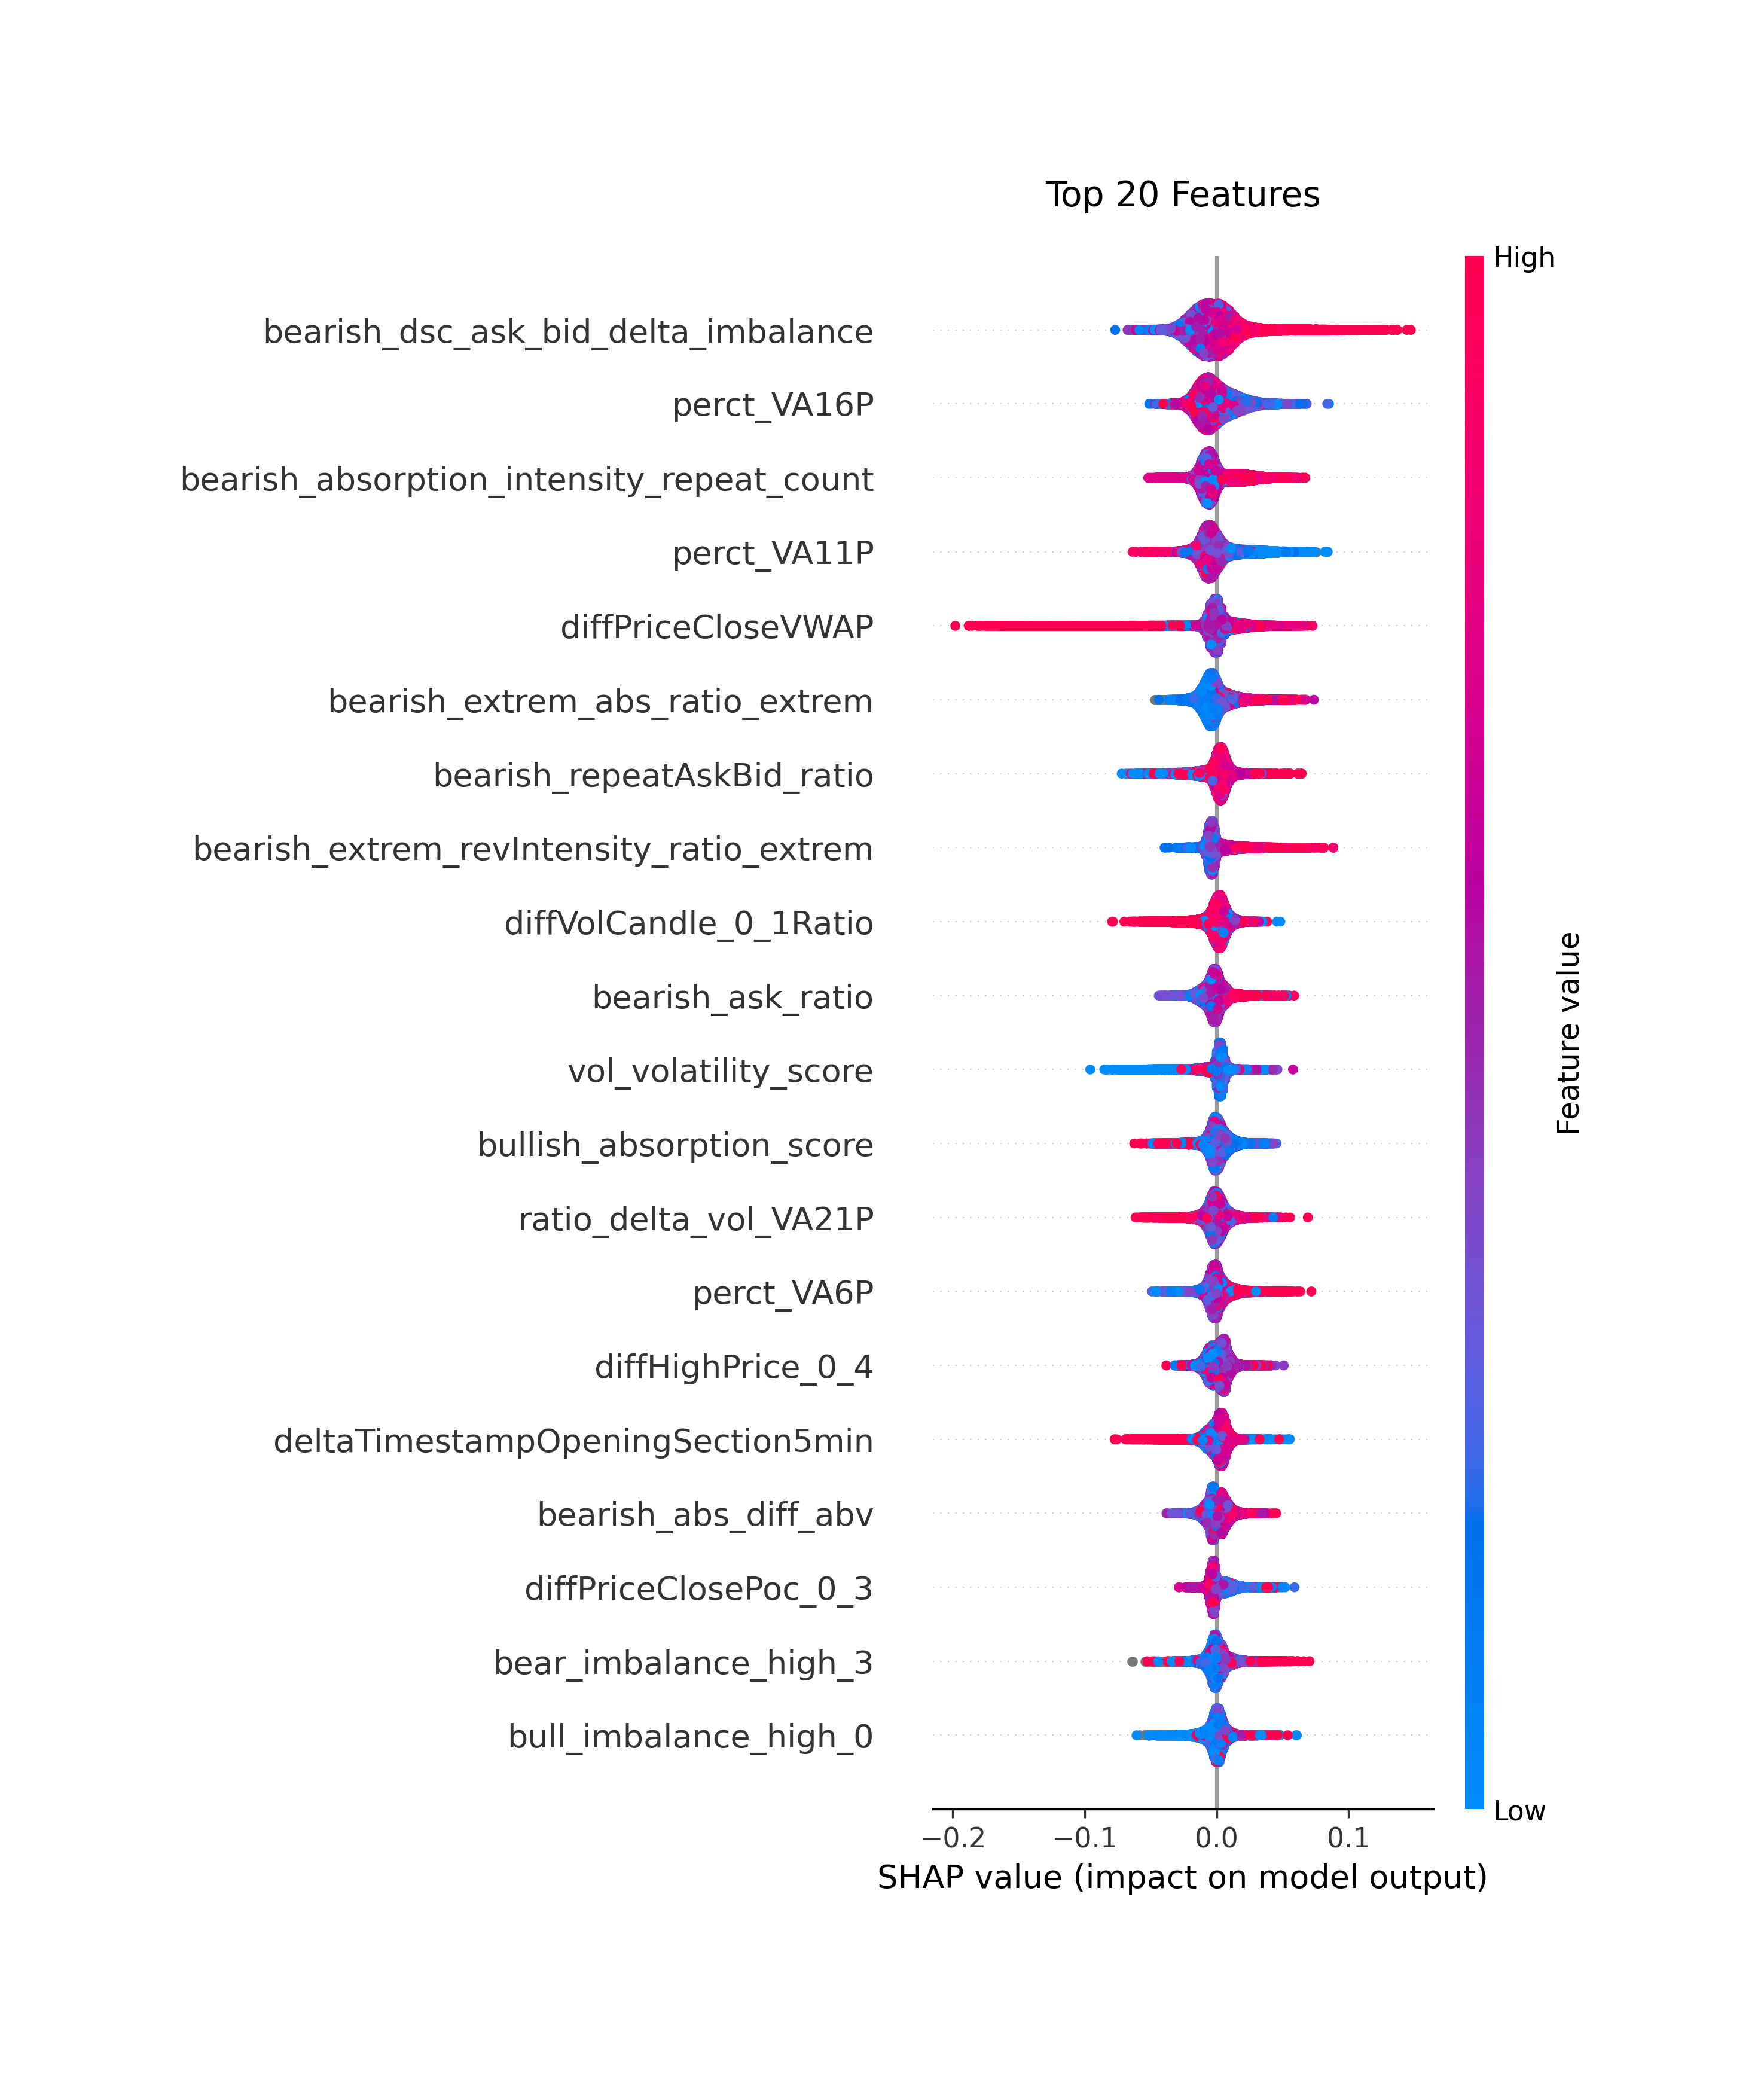 Top 20 Features
High
bearish_dsc_ask_bid_delta_imbalance
perct_VA16P
bearish_absorption_intensity_repeat_count
perct_VA11P
diffPriceCloseVWAP
bearish_extrem_abs_ratio_extrem
bearish_repeatAskBid_ratio
bearish_extrem_revIntensity_ratio_extrem
diffVolCandle_0_1Ratio
bearish_ask_ratio
vol_volatility_score
bullish_absorption_score
ratio_delta_vol_VA21P
perct_VA6P
diffHighPrice_0_4
deltaTimestampOpeningSection5min
bearish_abs_diff_abv
diffPriceClosePoc_0_3
bear_imbalance_high_3
bull_imbalance_high_0
Feature value
Low
−0.2 −0.1 0.0 0.1
SHAP value (impact on model output)